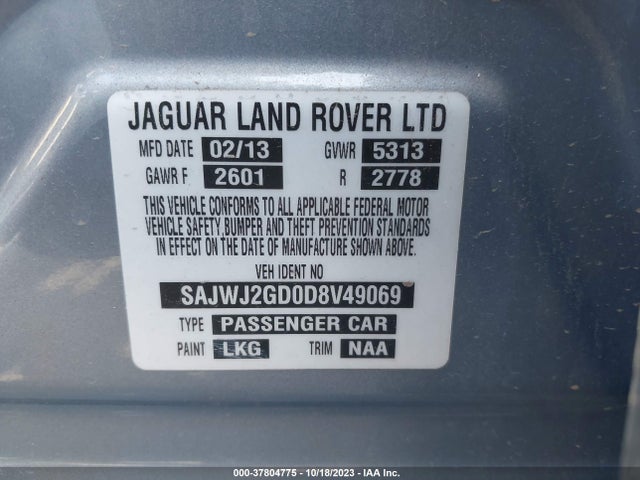 JAGUAR LAND ROVER LTD
MFD DATE 02/13 GVWR 5313
GAWR F 2601 R 2778
THIS VEHICLE CONFORMS TO ALL APPLICABLE FEDERAL MOTOR
VEHICLE SAFETY, BUMPER AND THEFT PREVENTION STANDARDS
IN EFFECT ON THE DATE OF MANUFACTURE SHOWN ABOVE.
VEH IDENT NO
SAJWJ2GD0D8V49069
TYPE PASSENGER CAR
PAINT LKG TRIM NAA
000-37804775 - 10/18/2023 - IAA Inc.